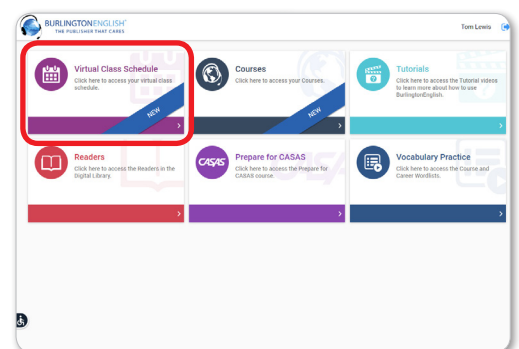 BURLINGTONENGLISH®
THE PUBLISHER THAT CARES
Tom Lewis
Virtual Class Schedule
Click here to access your virtual class
schedule.
NEW
Courses
Click here to access your Courses.
NEW
Tutorials
Click here to access the Tutorial videos
to learn more about how to use
BurlingtonEnglish.
Readers
Click here to access the Readers in the
Digital Library.
CASAS
Prepare for CASAS
Click here to access the Prepare for
CASAS course.
Vocabulary Practice
Click here to access the Course and
Career Wordlists.